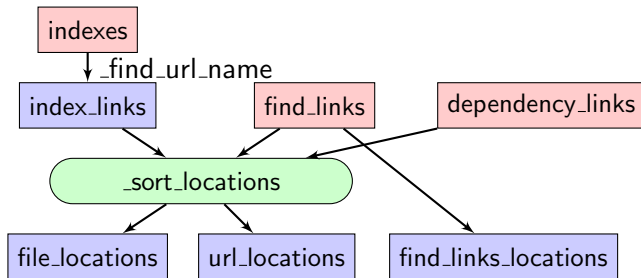 indexes
_find_url_name
index_links
find_links
dependency_links
_sort_locations
file_locations
url_locations
find_links_locations